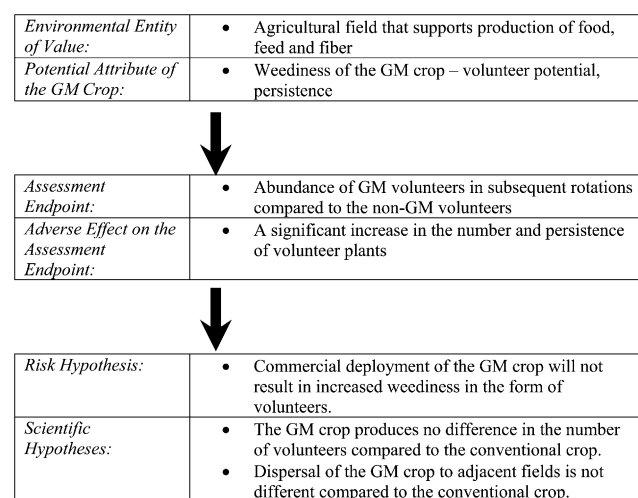 Environmental Entity
of Value:
• Agricultural field that supports production of food,
feed and fiber
Potential Attribute of
the GM Crop:
• Weediness of the GM crop – volunteer potential,
persistence
Assessment
Endpoint:
• Abundance of GM volunteers in subsequent rotations
compared to the non-GM volunteers
Adverse Effect on the
Assessment
Endpoint:
• A significant increase in the number and persistence
of volunteer plants
Risk Hypothesis:
• Commercial deployment of the GM crop will not
result in increased weediness in the form of
volunteers.
Scientific
Hypotheses:
• The GM crop produces no difference in the number
of volunteers compared to the conventional crop.
• Dispersal of the GM crop to adjacent fields is not
different compared to the conventional crop.